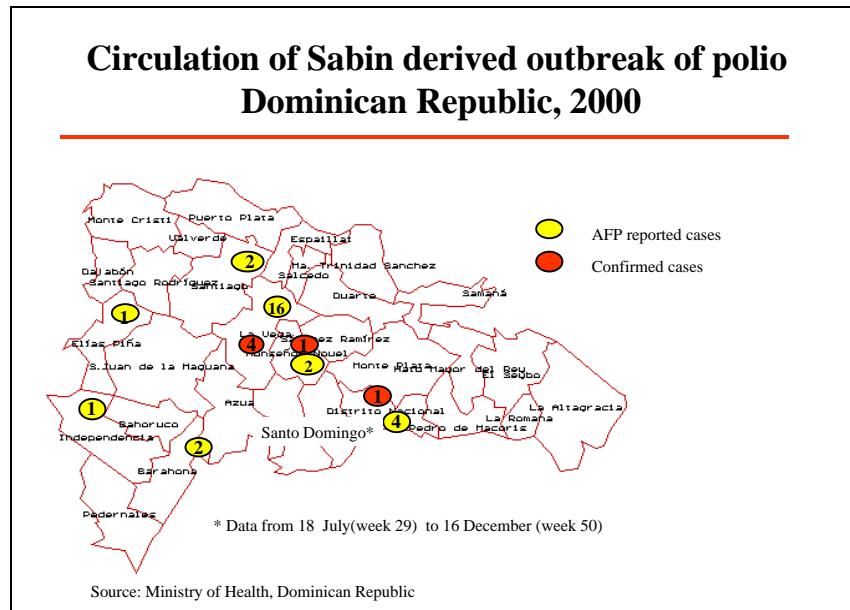 Circulation of Sabin derived outbreak of polio
Dominican Republic, 2000
Monte Cristi
Puerto Plata
Valverde
Espaillat
AFP reported cases
2
Ma. Trinidad Sanchez
Confirmed cases
Dajabón
Salcedo
Santiago Rodríguez
Santiago
Duarte
Samaná
16
1
La Vega
Sánchez Ramírez
4
1
Elías Piña
Monseñor Nouel
2
Monte Plata
Hato Mayor del Rey
S.Juan de la Maguana
El Seybo
1
Azua
1
Distrito Nacional
La Altagracia
La Romana
Bahoruco
4
Pedro de Macorís
Santo Domingo*
Independencia
2
Barahona
Pedernales
* Data from 18 July(week 29) to 16 December (week 50)
Source: Ministry of Health, Dominican Republic